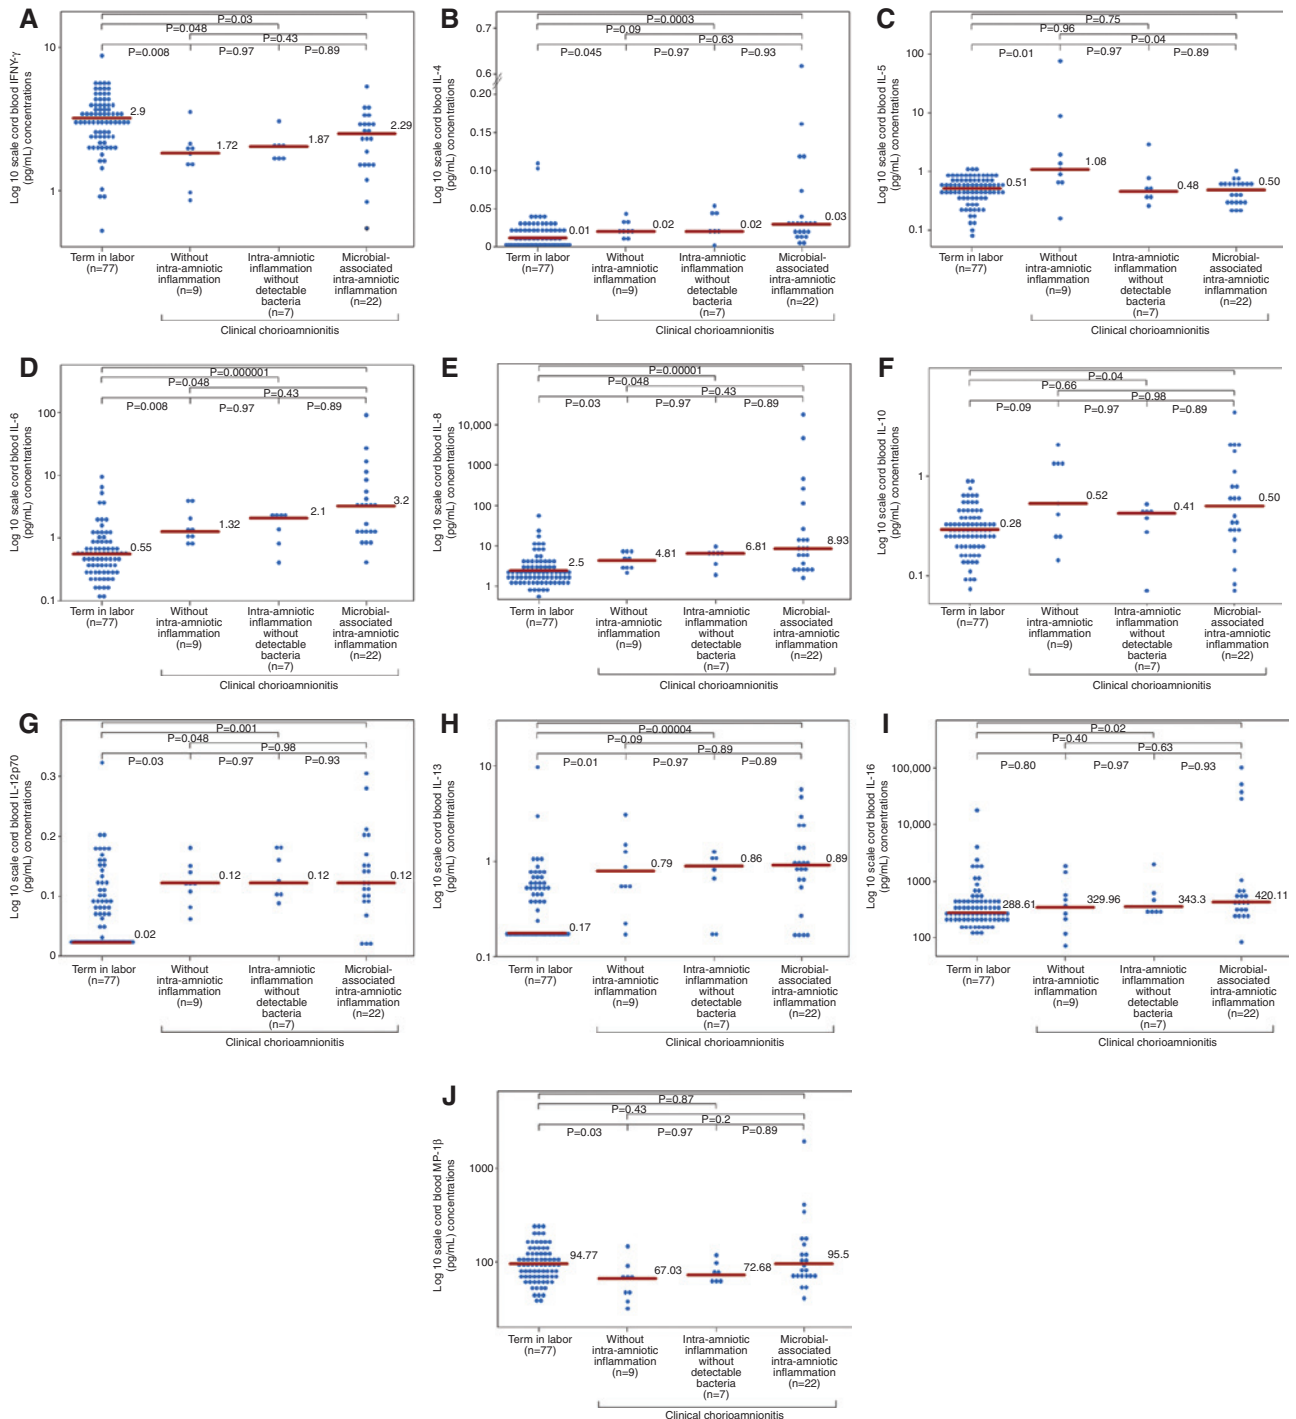 A
Log 10 scale cord blood IFNY-γ
(pg/mL) concentrations
P=0.03
P=0.048
P=0.43
P=0.008
P=0.97
P=0.89
10
1
2.9
1.72
1.87
2.29
Term in labor
(n=77)
Without
intra-amniotic
inflammation
(n=9)
Intra-amniotic
inflammation
without
detectable
bacteria
(n=7)
Microbial-
associated
intra-amniotic
inflammation
(n=22)
Clinical chorioamnionitis
B
Log 10 scale cord blood IL-4
(pg/mL) concentrations
P=0.0003
P=0.09
P=0.63
P=0.045
P=0.97
P=0.93
0.7
0.6
0.20
0.15
0.10
0.05
0
0.01
0.02
0.02
0.03
Term in labor
(n=77)
Without
intra-amniotic
inflammation
(n=9)
Intra-amniotic
inflammation
without
detectable
bacteria
(n=7)
Microbial-
associated
intra-amniotic
inflammation
(n=22)
Clinical chorioamnionitis
C
Log 10 scale cord blood IL-5
(pg/mL) concentrations
P=0.75
P=0.96
P=0.04
P=0.01
P=0.97
P=0.89
100
10
1
0.1
0.51
1.08
0.48
0.50
Term in labor
(n=77)
Without
intra-amniotic
inflammation
(n=9)
Intra-amniotic
inflammation
without
detectable
bacteria
(n=7)
Microbial-
associated
intra-amniotic
inflammation
(n=22)
Clinical chorioamnionitis
D
Log 10 scale cord blood IL-6
(pg/mL) concentrations
P=0.000001
P=0.048
P=0.43
P=0.008
P=0.97
P=0.89
100
10
1
0.1
0.55
1.32
2.1
3.2
Term in labor
(n=77)
Without
intra-amniotic
inflammation
(n=9)
Intra-amniotic
inflammation
without
detectable
bacteria
(n=7)
Microbial-
associated
intra-amniotic
inflammation
(n=22)
Clinical chorioamnionitis
E
Log 10 scale cord blood IL-8
(pg/mL) concentrations
P=0.00001
P=0.048
P=0.43
P=0.03
P=0.97
P=0.89
10,000
1000
100
10
1
2.5
4.81
6.81
8.93
Term in labor
(n=77)
Without
intra-amniotic
inflammation
(n=9)
Intra-amniotic
inflammation
without
detectable
bacteria
(n=7)
Microbial-
associated
intra-amniotic
inflammation
(n=22)
Clinical chorioamnionitis
F
Log 10 scale cord blood IL-10
(pg/mL) concentrations
P=0.04
P=0.66
P=0.98
P=0.09
P=0.97
P=0.89
1
0.1
0.28
0.52
0.41
0.50
Term in labor
(n=77)
Without
intra-amniotic
inflammation
(n=9)
Intra-amniotic
inflammation
without
detectable
bacteria
(n=7)
Microbial-
associated
intra-amniotic
inflammation
(n=22)
Clinical chorioamnionitis
G
Log 10 scale cord blood IL-12p70
(pg/mL) concentrations
P=0.001
P=0.048
P=0.98
P=0.03
P=0.97
P=0.93
0.3
0.2
0.1
0
0.02
0.12
0.12
0.12
Term in labor
(n=77)
Without
intra-amniotic
inflammation
(n=9)
Intra-amniotic
inflammation
without
detectable
bacteria
(n=7)
Microbial-
associated
intra-amniotic
inflammation
(n=22)
Clinical chorioamnionitis
H
Log 10 scale cord blood IL-13
(pg/mL) concentrations
P=0.00004
P=0.09
P=0.89
P=0.01
P=0.97
P=0.89
10
1
0.1
0.17
0.79
0.86
0.89
Term in labor
(n=77)
Without
intra-amniotic
inflammation
(n=9)
Intra-amniotic
inflammation
without
detectable
bacteria
(n=7)
Microbial-
associated
intra-amniotic
inflammation
(n=22)
Clinical chorioamnionitis
I
Log 10 scale cord blood IL-16
(pg/mL) concentrations
P=0.02
P=0.40
P=0.63
P=0.80
P=0.97
P=0.93
100,000
10,000
1000
100
288.61
329.96
343.3
420.11
Term in labor
(n=77)
Without
intra-amniotic
inflammation
(n=9)
Intra-amniotic
inflammation
without
detectable
bacteria
(n=7)
Microbial-
associated
intra-amniotic
inflammation
(n=22)
Clinical chorioamnionitis
J
Log 10 scale cord blood MP-1β
(pg/mL) concentrations
P=0.87
P=0.43
P=0.2
P=0.03
P=0.97
P=0.89
1000
100
94.77
67.03
72.68
95.5
Term in labor
(n=77)
Without
intra-amniotic
inflammation
(n=9)
Intra-amniotic
inflammation
without
detectable
bacteria
(n=7)
Microbial-
associated
intra-amniotic
inflammation
(n=22)
Clinical chorioamnionitis